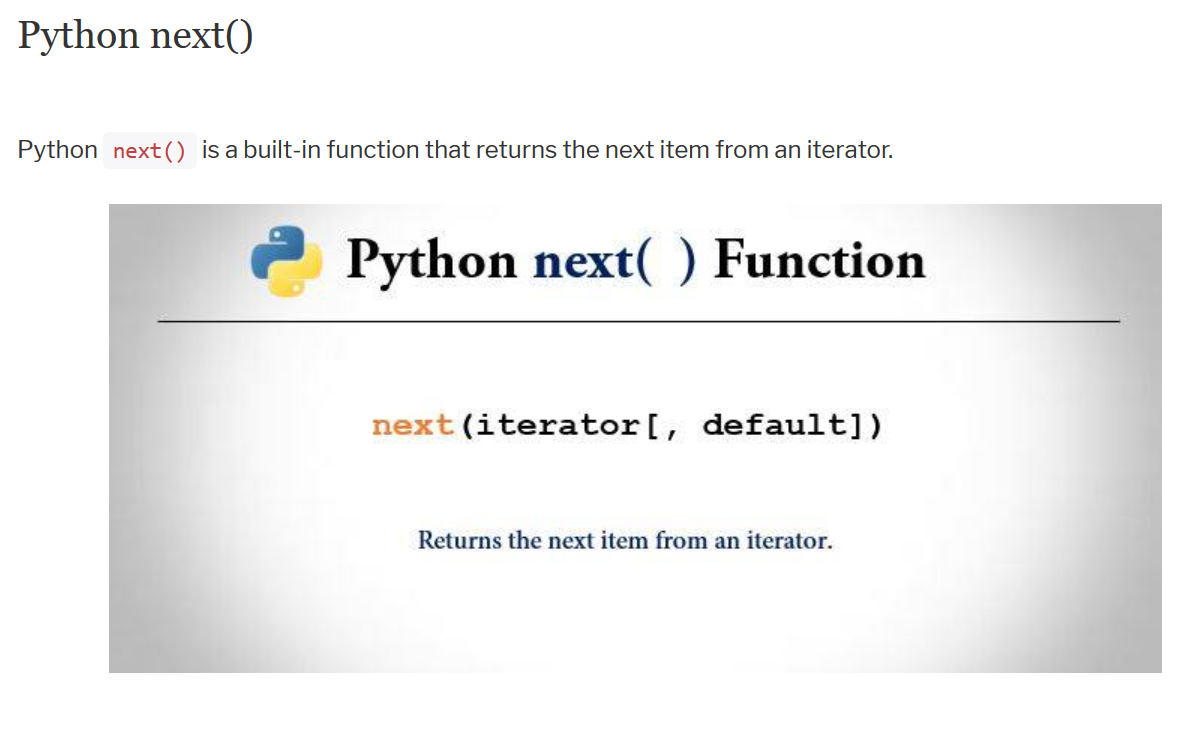 Python next()
Python next() is a built-in function that returns the next item from an iterator.
Python next( ) Function
next(iterator[, default])
Returns the next item from an iterator.